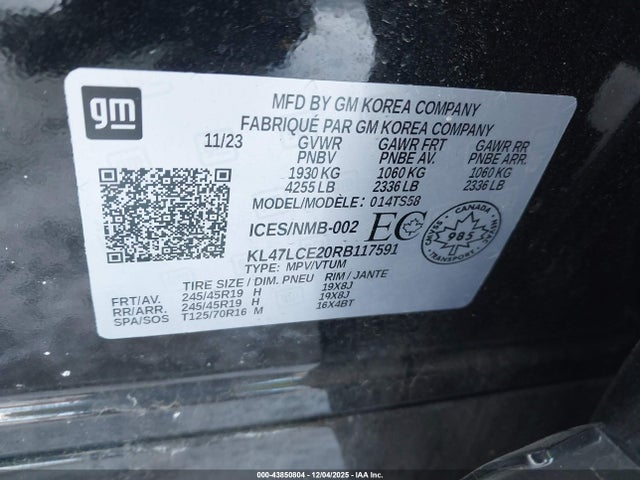 gm
MFD BY GM KOREA COMPANY
FABRIQUÉ PAR GM KOREA COMPANY
11/23 GVWR GAWR FRT GAWR RR
PNBV PNBE AV. PNBE ARR.
1930 KG 1060 KG 1060 KG
4255 LB 2336 LB 2336 LB
MODEL/MODÈLE: 014TS58
ICES/NMB-002 EC CANADA 985
KL47LCE20RB117591
TYPE: MPV/VTUM
TIRE SIZE / DIM. PNEU RIM / JANTE
FRT/AV. 245/45R19 H 19X8J
RR/ARR. 245/45R19 H 19X8J
SPA/SOS T125/70R16 M 16X4BT
000-43850804 12/04/2025 IAA Inc.